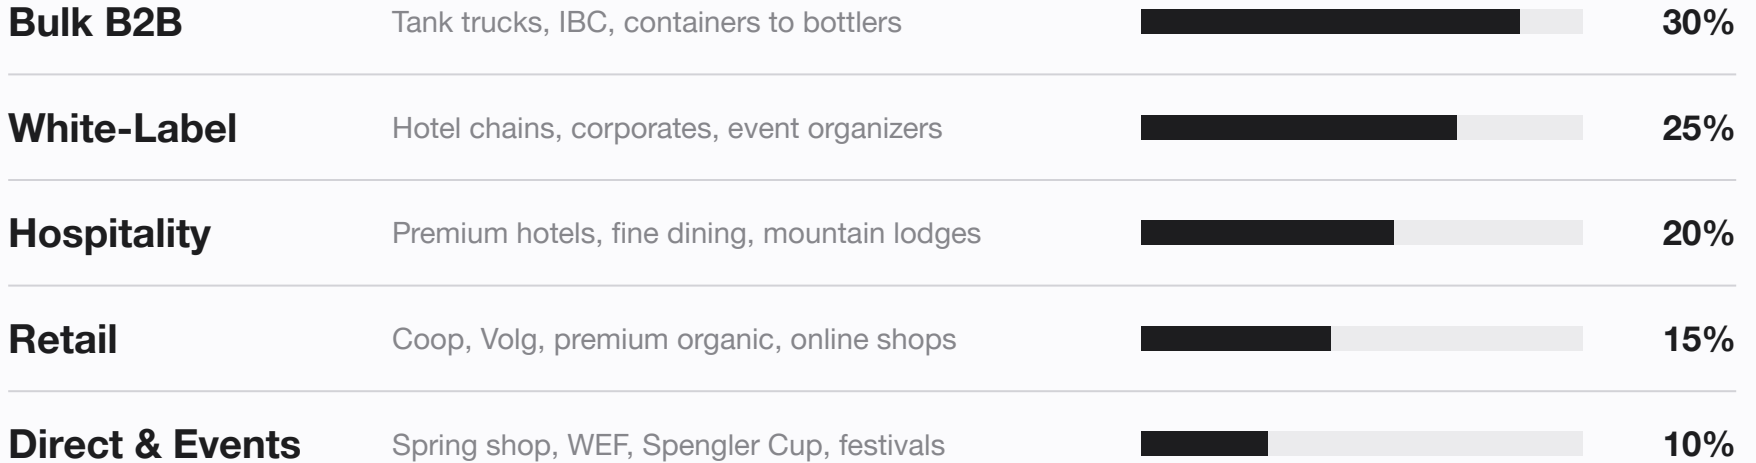 Bulk B2B Tank trucks, IBC, containers to bottlers 30%
White-Label Hotel chains, corporates, event organizers 25%
Hospitality Premium hotels, fine dining, mountain lodges 20%
Retail Coop, Volg, premium organic, online shops 15%
Direct & Events Spring shop, WEF, Spengler Cup, festivals 10%